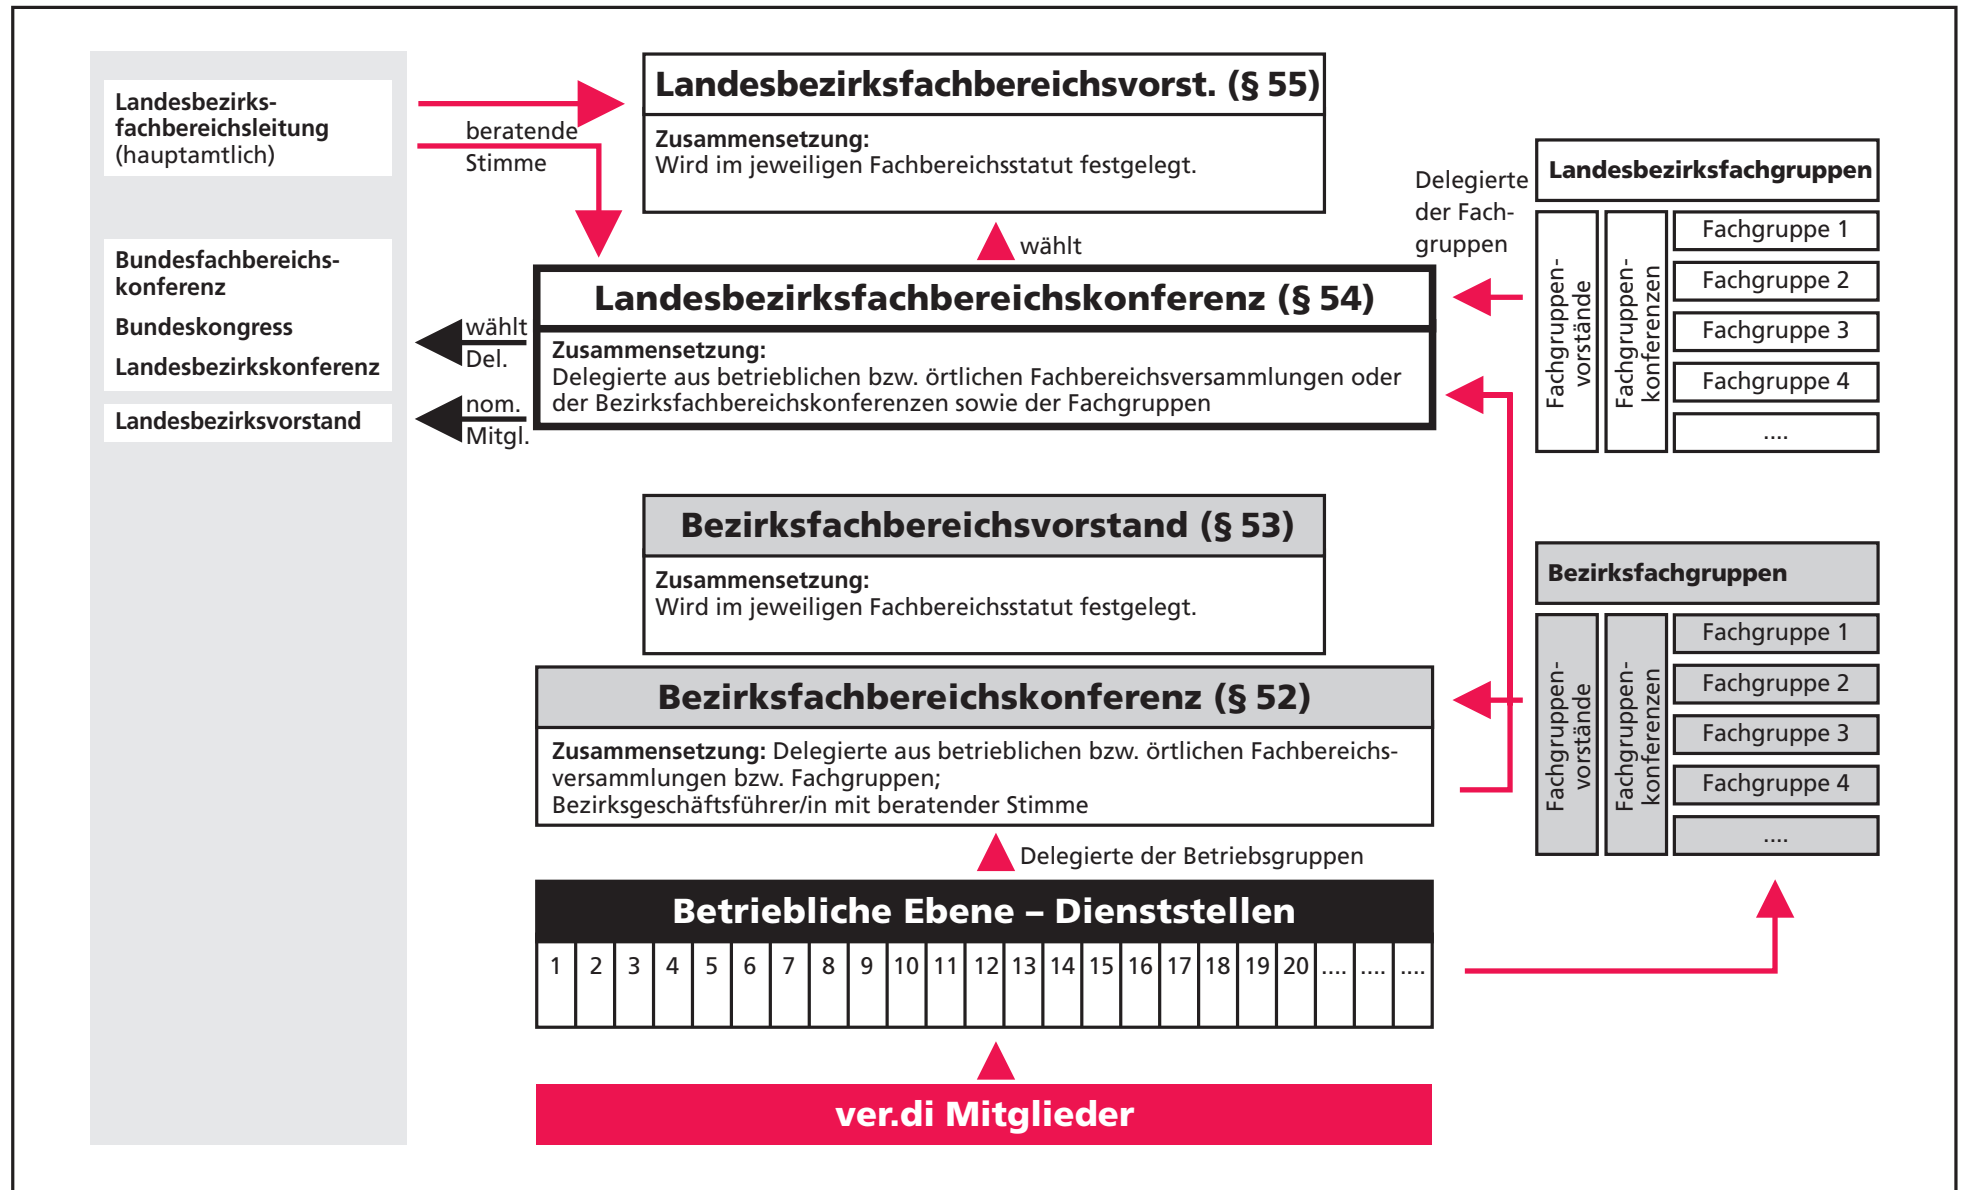 Landesbezirks-
fachbereichsleitung
(hauptamtlich)
beratende
Stimme
Landesbezirksfachbereichsvorst. (§ 55)
Zusammensetzung:
Wird im jeweiligen Fachbereichsstatut festgelegt.
wählt
Bundesfachbereichs-
konferenz
Bundeskongress
Landesbezirkskonferenz
Landesbezirksvorstand
wählt
Del.
nom.
Mitgl.
Landesbezirksfachbereichskonferenz (§ 54)
Zusammensetzung:
Delegierte aus betrieblichen bzw. örtlichen Fachbereichsversammlungen oder
der Bezirksfachbereichskonferenzen sowie der Fachgruppen
Delegierte
der Fach-
gruppen
Landesbezirksfachgruppen
Fachgruppen-
vorstände
Fachgruppen-
konferenzen
Fachgruppe 1
Fachgruppe 2
Fachgruppe 3
Fachgruppe 4
....
Bezirksfachbereichsvorstand (§ 53)
Zusammensetzung:
Wird im jeweiligen Fachbereichsstatut festgelegt.
Bezirksfachbereichskonferenz (§ 52)
Zusammensetzung: Delegierte aus betrieblichen bzw. örtlichen Fachbereichs-
versammlungen bzw. Fachgruppen;
Bezirksgeschäftsführer/in mit beratender Stimme
Bezirksfachgruppen
Fachgruppen-
vorstände
Fachgruppen-
konferenzen
Fachgruppe 1
Fachgruppe 2
Fachgruppe 3
Fachgruppe 4
....
Delegierte der Betriebsgruppen
Betriebliche Ebene – Dienststellen
1 2 3 4 5 6 7 8 9 10 11 12 13 14 15 16 17 18 19 20 .... .... ....
ver.di Mitglieder